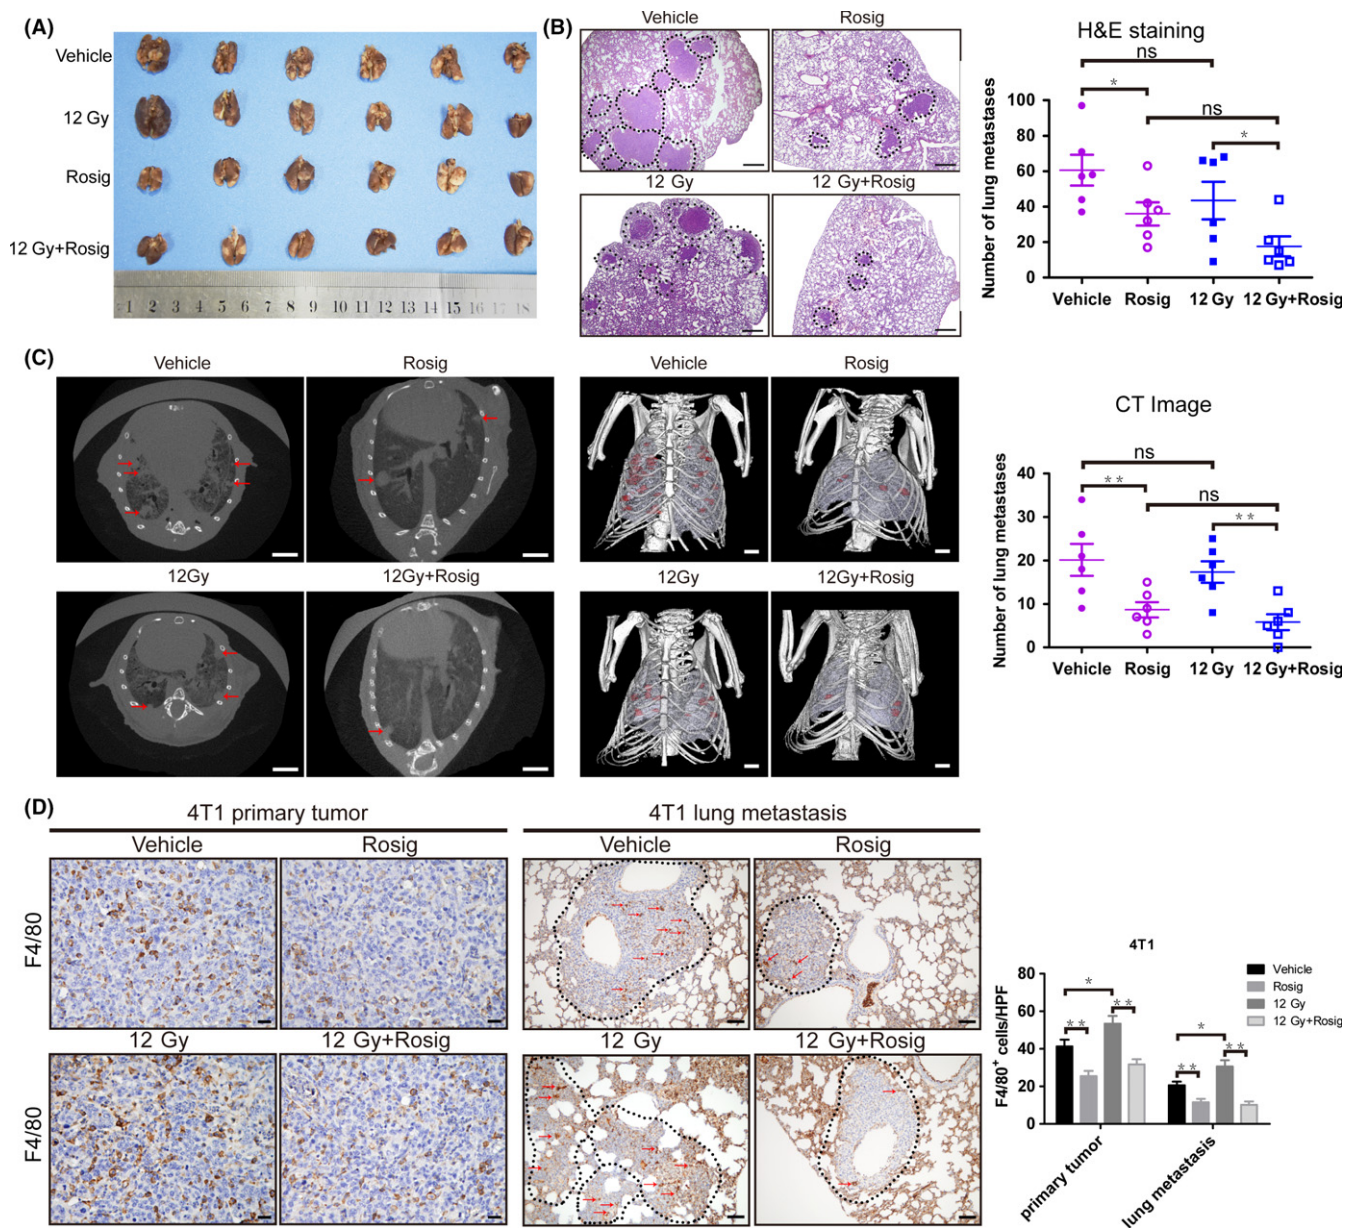 (A)
Vehicle
12 Gy
Rosig
12 Gy+Rosig
1 2 3 4 5 6 7 8 9 10 11 12 13 14 15 16 17 18
(B)
Vehicle
Rosig
12 Gy
12 Gy+Rosig
H&E staining
ns
*
ns
*
Number of lung metastases
100
80
60
40
20
0
Vehicle Rosig 12 Gy 12 Gy+Rosig
(C)
Vehicle
Rosig
Vehicle
Rosig
12Gy
12Gy+Rosig
12Gy
12Gy+Rosig
CT Image
ns
**
ns
**
Number of lung metastases
40
30
20
10
0
Vehicle Rosig 12 Gy 12 Gy+Rosig
(D)
4T1 primary tumor
4T1 lung metastasis
Vehicle
Rosig
Vehicle
Rosig
F4/80
12 Gy
12 Gy+Rosig
12 Gy
12 Gy+Rosig
F4/80
4T1
Vehicle
Rosig
12 Gy
12 Gy+Rosig
*
**
**
*
**
**
F4/80+ cells/HPF
80
60
40
20
0
primary tumor
lung metastasis